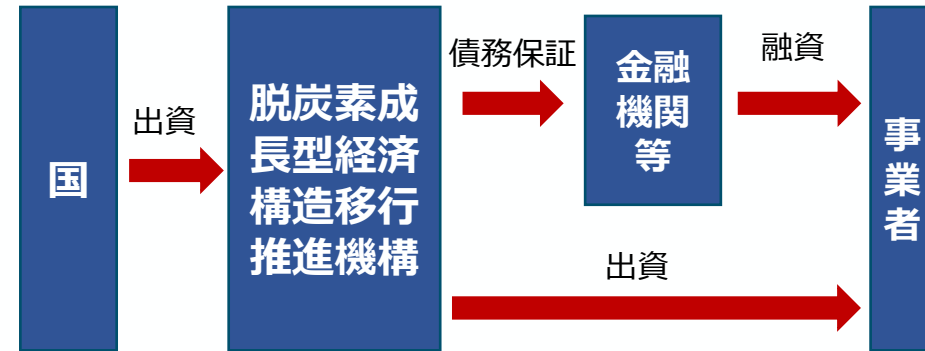 国
出資
脱炭素成
長型経済
構造移行
推進機構
債務保証
金融
機関
等
融資
出資
事
業
者